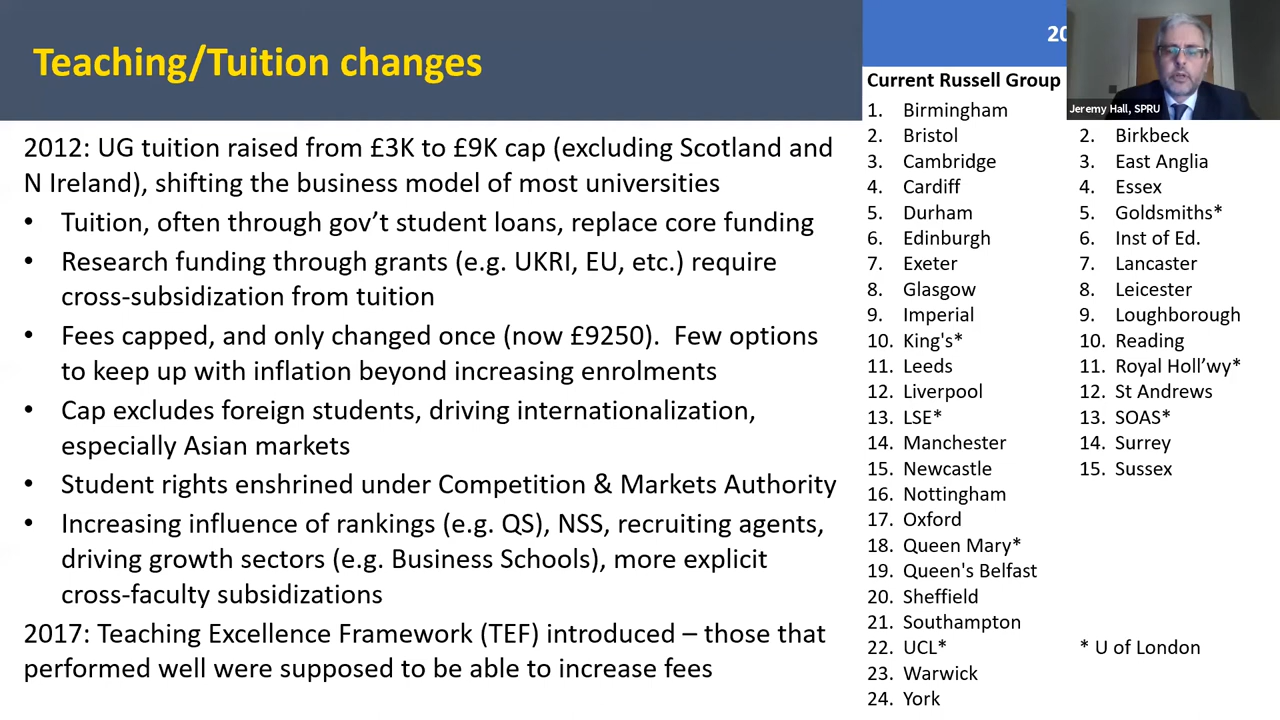 Teaching/Tuition changes
2012: UG tuition raised from £3K to £9K cap (excluding Scotland and
N Ireland), shifting the business model of most universities
• Tuition, often through gov’t student loans, replace core funding
• Research funding through grants (e.g. UKRI, EU, etc.) require
cross-subsidization from tuition
• Fees capped, and only changed once (now £9250).  Few options
to keep up with inflation beyond increasing enrolments
• Cap excludes foreign students, driving internationalization,
especially Asian markets
• Student rights enshrined under Competition & Markets Authority
• Increasing influence of rankings (e.g. QS), NSS, recruiting agents,
driving growth sectors (e.g. Business Schools), more explicit
cross-faculty subsidizations
2017: Teaching Excellence Framework (TEF) introduced – those that
performed well were supposed to be able to increase fees
20
Current Russell Group
1. Birmingham
2. Bristol
3. Cambridge
4. Cardiff
5. Durham
6. Edinburgh
7. Exeter
8. Glasgow
9. Imperial
10. King's*
11. Leeds
12. Liverpool
13. LSE*
14. Manchester
15. Newcastle
16. Nottingham
17. Oxford
18. Queen Mary*
19. Queen's Belfast
20. Sheffield
21. Southampton
22. UCL*
23. Warwick
24. York
Jeremy Hall, SPRU
2. Birkbeck
3. East Anglia
4. Essex
5. Goldsmiths*
6. Inst of Ed.
7. Lancaster
8. Leicester
9. Loughborough
10. Reading
11. Royal Holl’wy*
12. St Andrews
13. SOAS*
14. Surrey
15. Sussex
* U of London